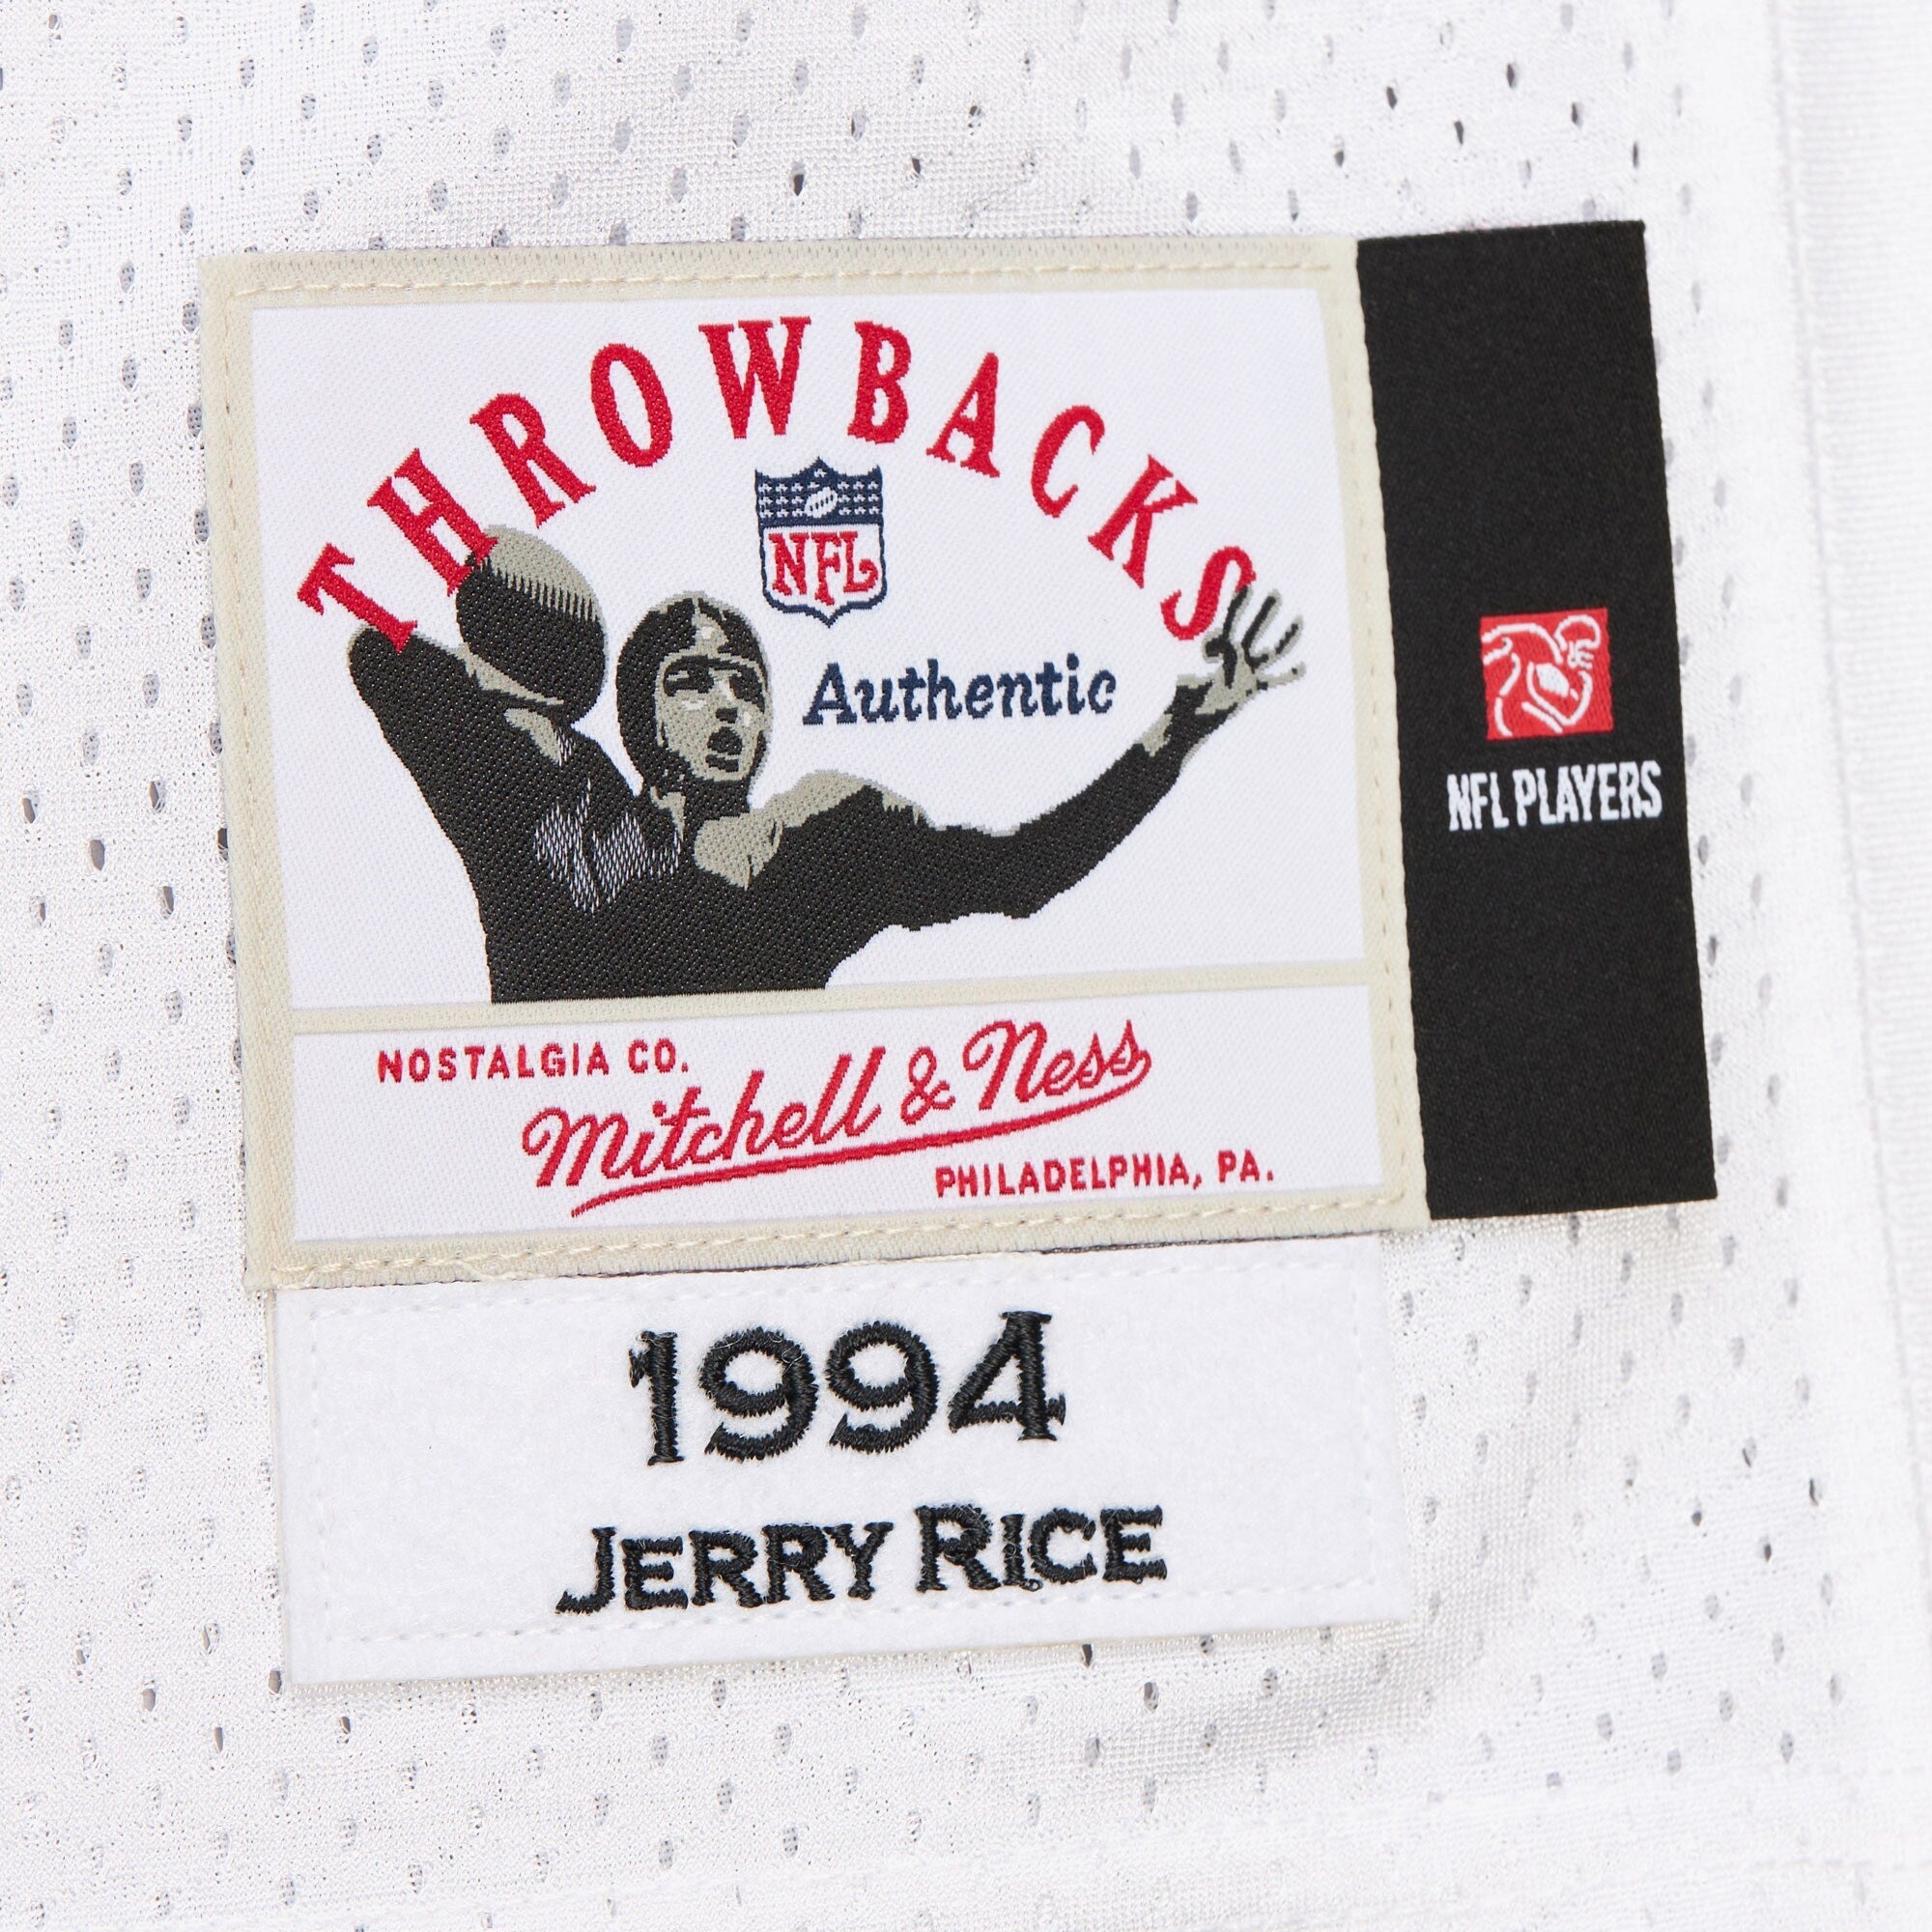 THROWBACKS
NFL
Authentic
NFL PLAYERS
NOSTALGIA CO.
Mitchell & Ness
PHILADELPHIA, PA.
1994
JERRY RICE